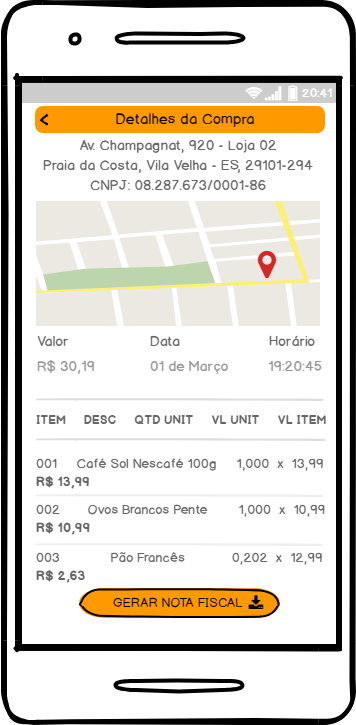 20:41
Detalhes da Compra
Av. Champagnat, 920 - Loja 02
Praia da Costa, Vila Velha - ES, 29101-294
CNPJ: 08.287.673/0001-86
Valor Data Horário
R$ 30,19 01 de Março 19:20:45
ITEM DESC QTD UNIT VL UNIT VL ITEM
001 Café Sol Nescafé 100g 1,000 x 13,99
R$ 13,99
002 Ovos Brancos Pente 1,000 x 10,99
R$ 10,99
003 Pão Francês 0,202 x 12,99
R$ 2,63
GERAR NOTA FISCAL